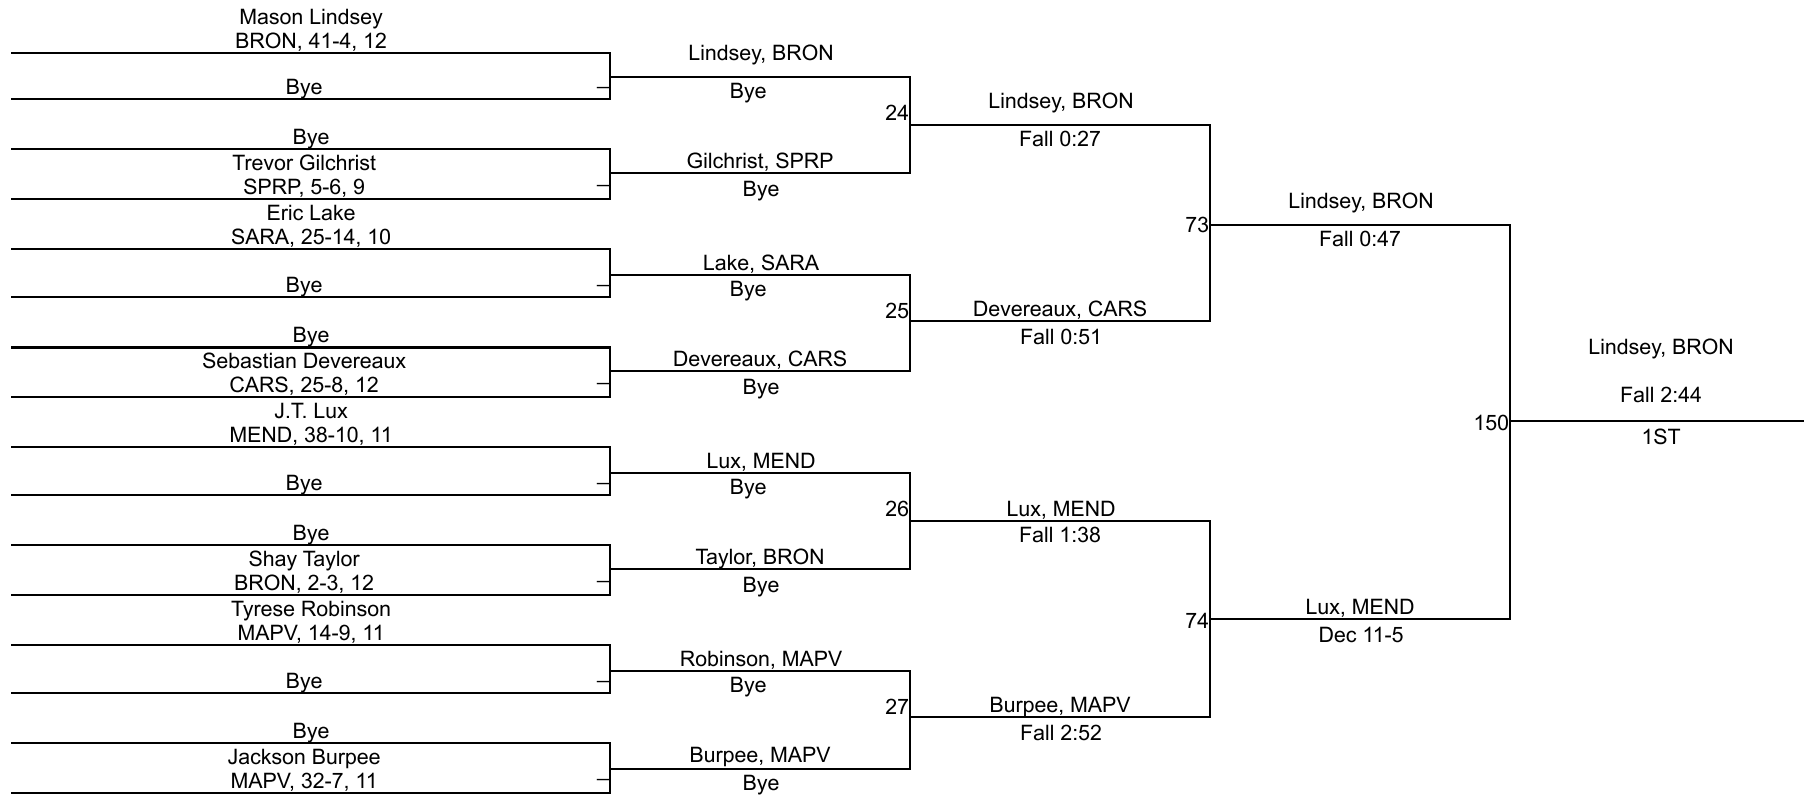 Mason Lindsey
BRON, 41-4, 12
Bye
Bye
Trevor Gilchrist
SPRP, 5-6, 9
Eric Lake
SARA, 25-14, 10
Bye
Bye
Sebastian Devereaux
CARS, 25-8, 12
J.T. Lux
MEND, 38-10, 11
Bye
Bye
Shay Taylor
BRON, 2-3, 12
Tyrese Robinson
MAPV, 14-9, 11
Bye
Bye
Jackson Burpee
MAPV, 32-7, 11
Lindsey, BRON
Bye
24
Gilchrist, SPRP
Bye
Lake, SARA
Bye
25
Devereaux, CARS
Bye
Lux, MEND
Bye
26
Taylor, BRON
Bye
Robinson, MAPV
Bye
27
Burpee, MAPV
Bye
Lindsey, BRON
Fall 0:27
73
Devereaux, CARS
Fall 0:51
Lux, MEND
Fall 1:38
74
Burpee, MAPV
Fall 2:52
Lindsey, BRON
Fall 0:47
150
Lux, MEND
Dec 11-5
Lindsey, BRON
Fall 2:44
1ST